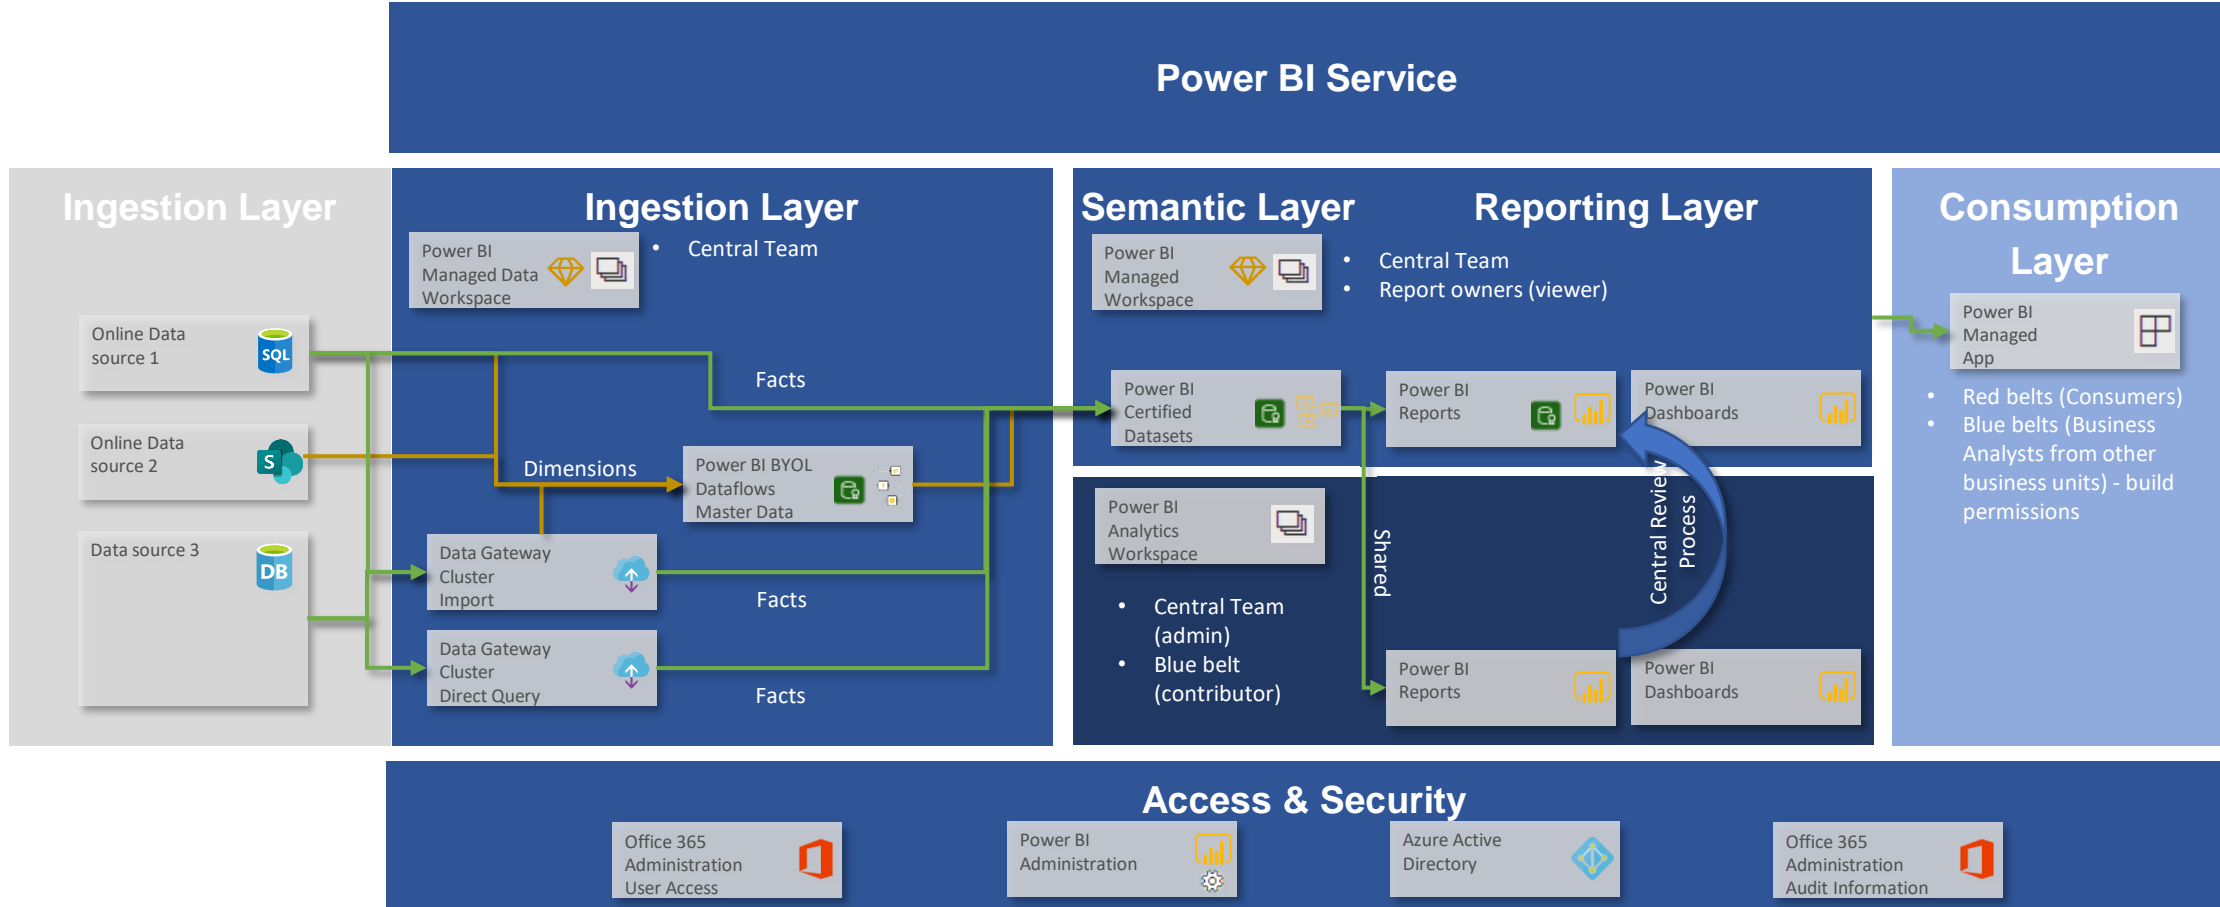 Power BI Service
Ingestion Layer
Online Data
source 1
SQL
Online Data
source 2
S
Data source 3
DB
Ingestion Layer
Power BI
Managed Data
Workspace
• Central Team
Facts
Dimensions
Power BI BYOL
Dataflows
Master Data
Data Gateway
Cluster
Import
Facts
Data Gateway
Cluster
Direct Query
Facts
Semantic Layer
Reporting Layer
Power BI
Managed
Workspace
• Central Team
• Report owners (viewer)
Power BI
Certified
Datasets
Power BI
Reports
Power BI
Dashboards
Power BI
Analytics
Workspace
• Central Team
(admin)
• Blue belt
(contributor)
Shared
Central Review
Process
Power BI
Reports
Power BI
Dashboards
Consumption
Layer
Power BI
Managed
App
• Red belts (Consumers)
• Blue belts (Business
Analysts from other
business units) - build
permissions
Access & Security
Office 365
Administration
User Access
Power BI
Administration
Azure Active
Directory
Office 365
Administration
Audit Information